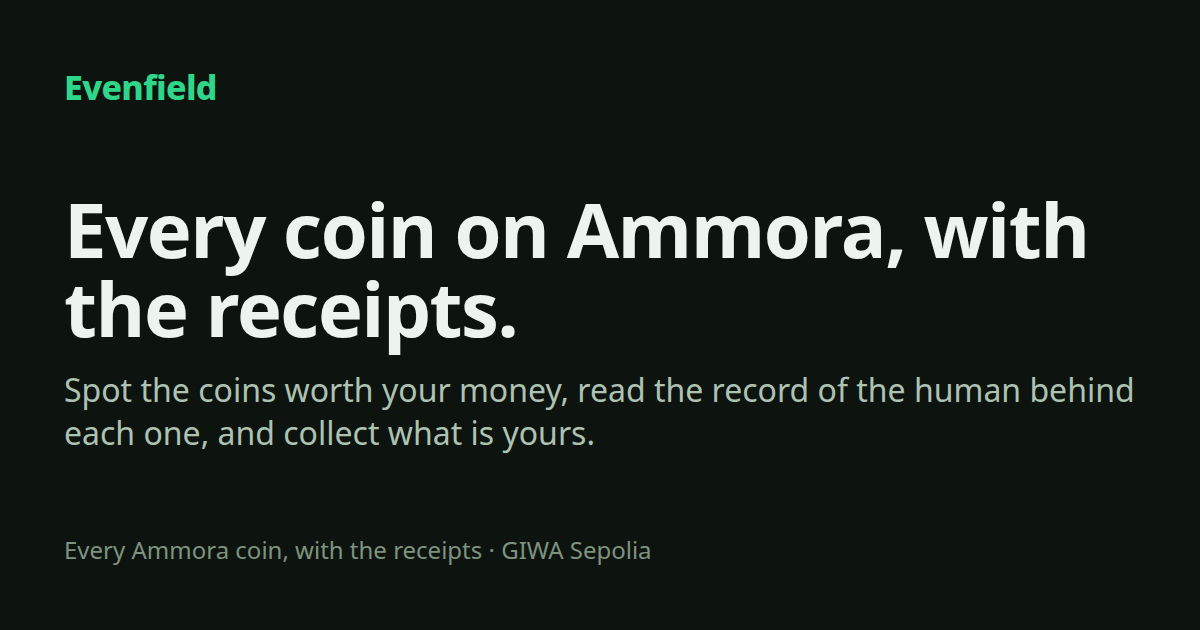 Evenfield
Every coin on Ammora, with
the receipts.
Spot the coins worth your money, read the record of the human behind
each one, and collect what is yours.
Every Ammora coin, with the receipts · GIWA Sepolia